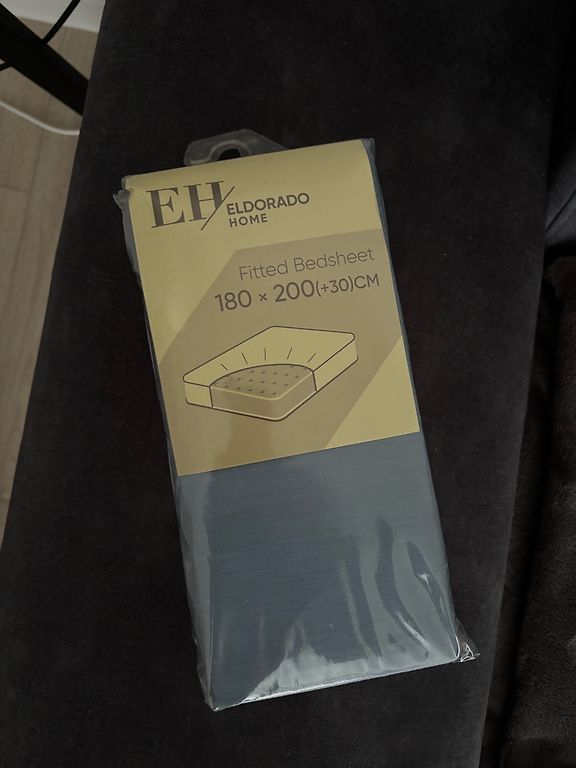 EH/ELDORADO
HOME
Fitted Bedsheet
180 × 200(+30)CM